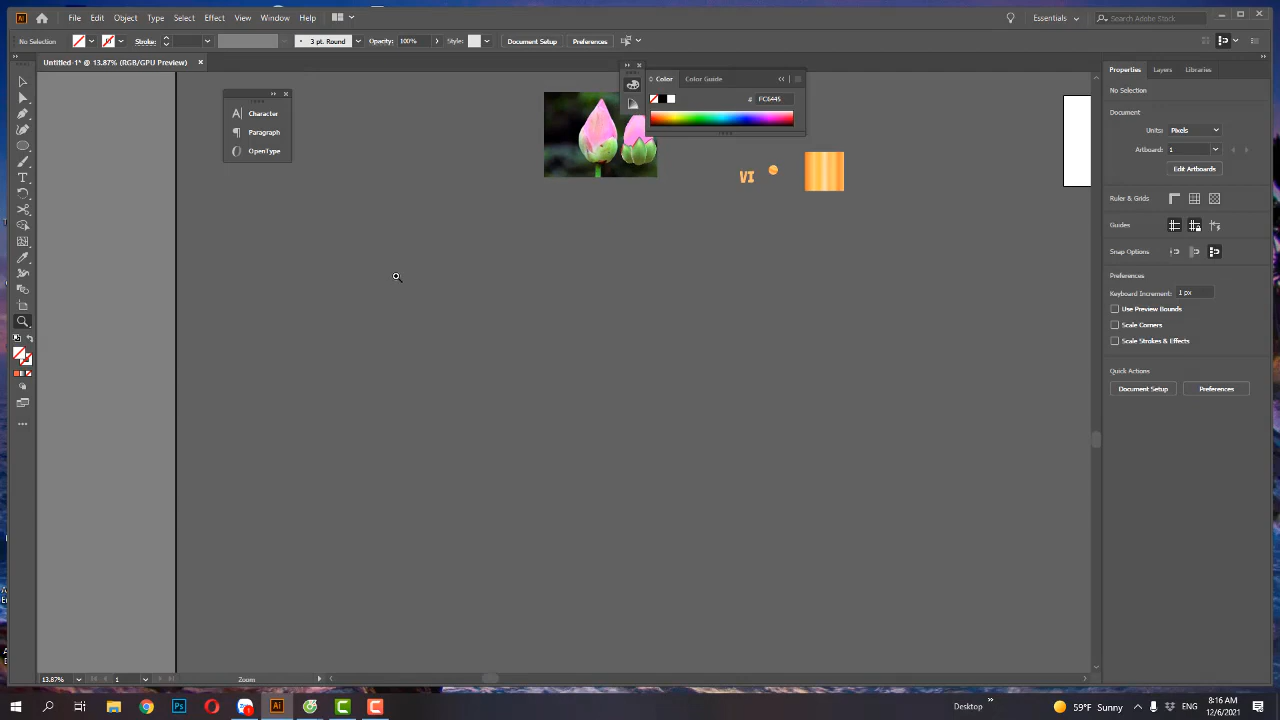 Ai File Edit Object Type Select Effect View Window Help Essentials Search Adobe Stock
No Selection Stroke: 3 pt. Round Opacity: 100% Style: Document Setup Preferences
Untitled-1* @ 13.87% (RGB/GPU Preview)
Character
Paragraph
OpenType
Color Color Guide
# FC6445
VI
Properties Layers Libraries
No Selection
Document
Units: Pixels
Artboard: 1
Edit Artboards
Ruler & Grids
Guides
Snap Options
Preferences
Keyboard Increment: 1 px
Use Preview Bounds
Scale Corners
Scale Strokes & Effects
Quick Actions
Document Setup Preferences
13.87% 1 Zoom
Ps Ai Desktop 59°F Sunny ENG 8:16 AM
12/6/2021